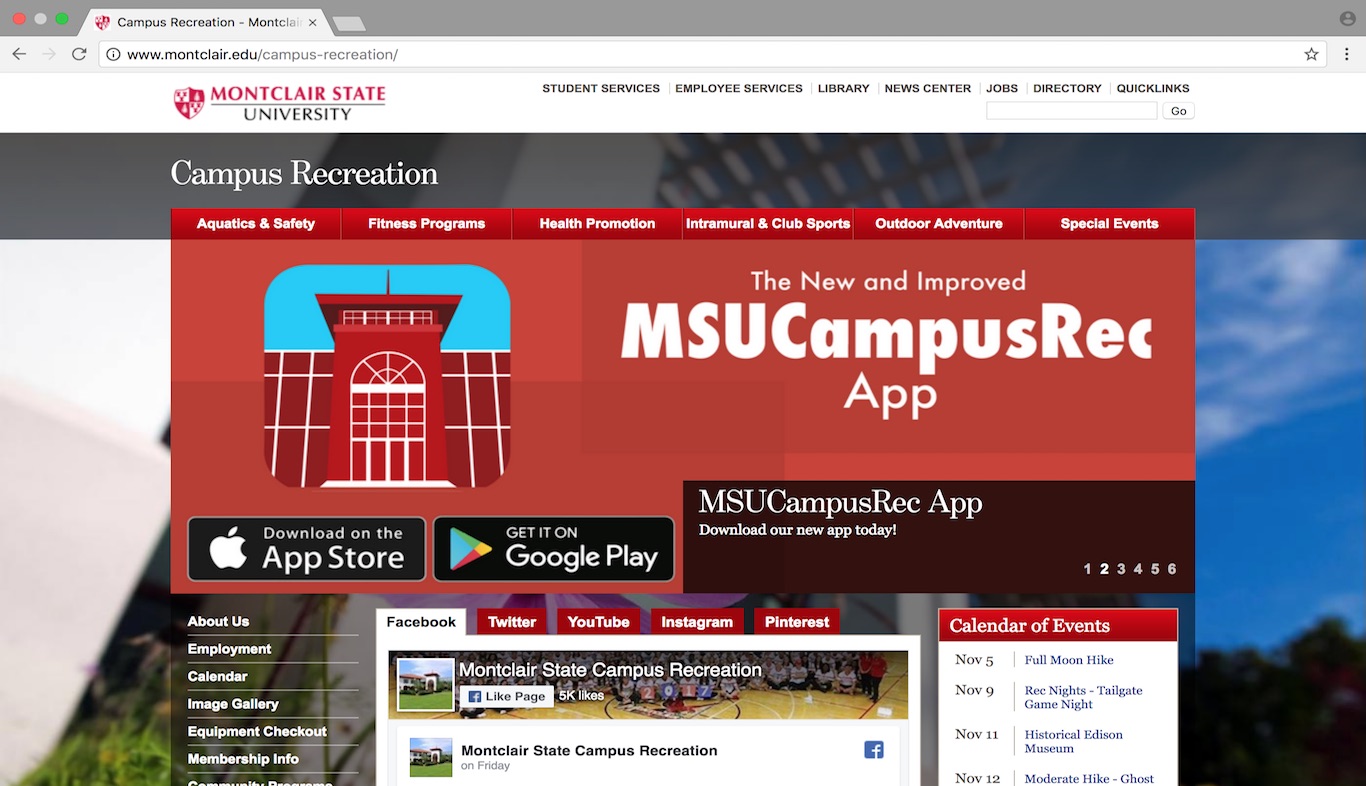 Campus Recreation - Montclai
www.montclair.edu/campus-recreation/
MONTCLAIR STATE
UNIVERSITY
STUDENT SERVICES EMPLOYEE SERVICES LIBRARY NEWS CENTER JOBS DIRECTORY QUICKLINKS
Go
Campus Recreation
Aquatics & Safety Fitness Programs Health Promotion Intramural & Club Sports Outdoor Adventure Special Events
The New and Improved
MSUCampusRec
App
MSUCampusRec App
Download our new app today!
Download on the
App Store
GET IT ON
Google Play
1 2 3 4 5 6
About Us
Employment
Calendar
Image Gallery
Equipment Checkout
Membership Info
Community Programs
Facebook Twitter YouTube Instagram Pinterest
Montclair State Campus Recreation
Like Page 5K likes
2017
Montclair State Campus Recreation
on Friday
Calendar of Events
Nov 5 Full Moon Hike
Nov 9 Rec Nights - Tailgate
Game Night
Nov 11 Historical Edison
Museum
Nov 12 Moderate Hike - Ghost